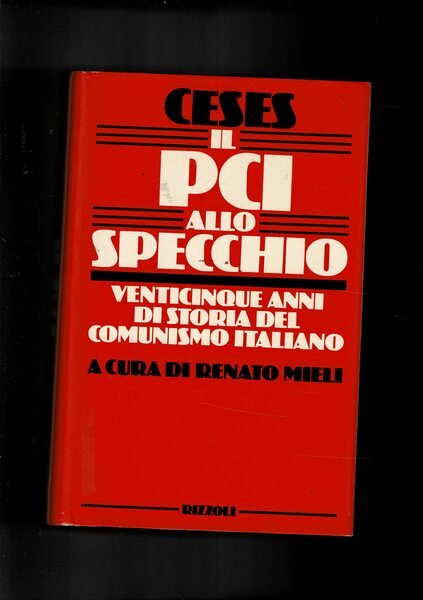 CESES
IL
PCI
ALLO
SPECCHIO
VENTICINQUE ANNI
DI STORIA DEL
COMUNISMO ITALIANO
A CURA DI RENATO MIELI
RIZZOLI